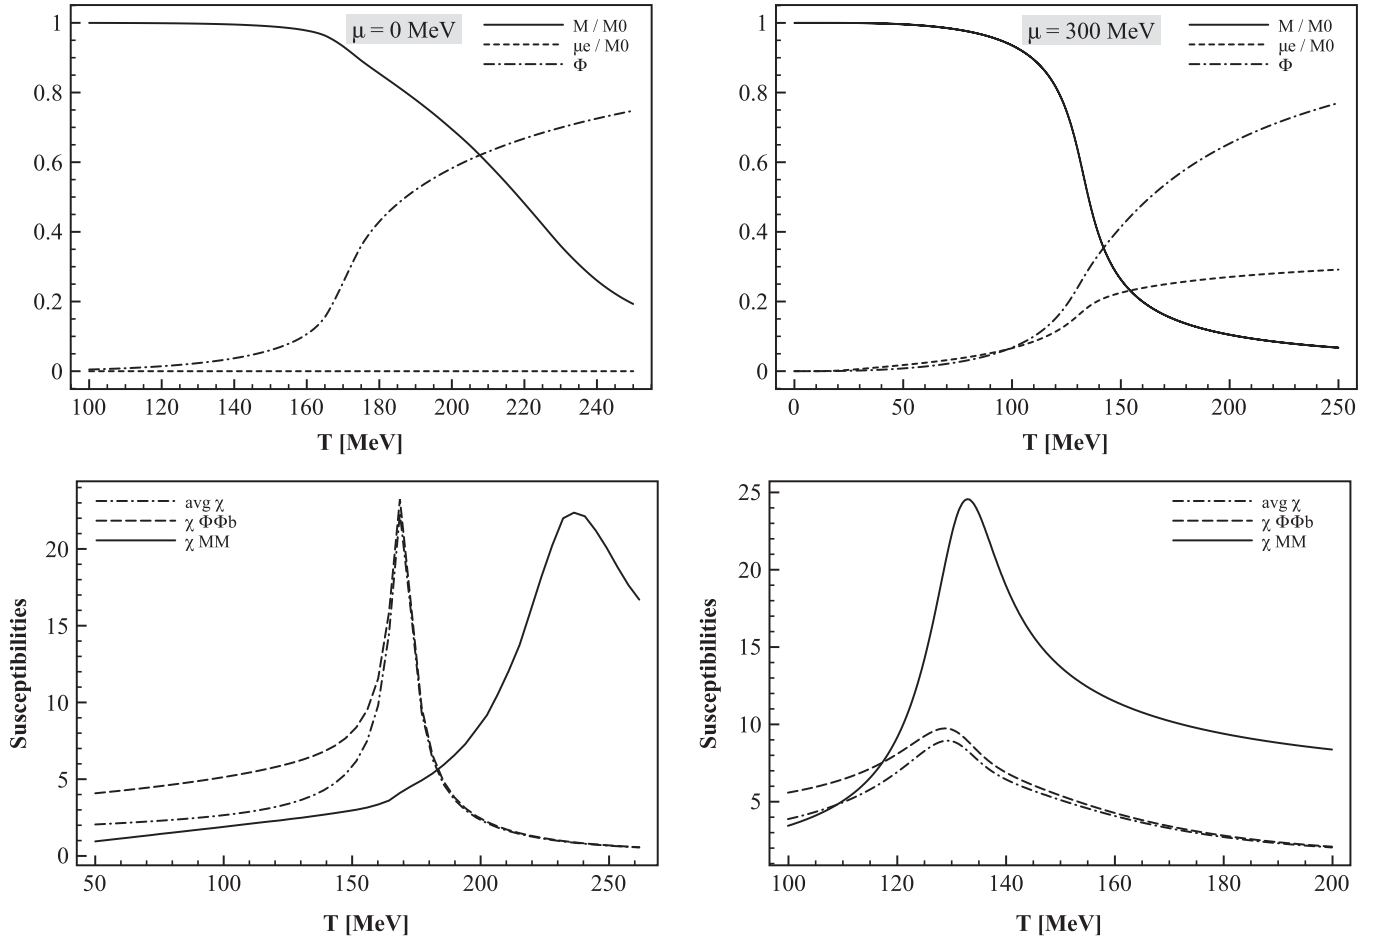 μ = 0 MeV
M / M0
μe / M0
Φ
1
0.8
0.6
0.4
0.2
0
100 120 140 160 180 200 220 240
T [MeV]
μ = 300 MeV
M / M0
μe / M0
Φ
1
0.8
0.6
0.4
0.2
0
0 50 100 150 200 250
T [MeV]
avg χ
χ ΦΦb
χ MM
20
15
10
5
0
Susceptibilities
50 100 150 200 250
T [MeV]
avg χ
χ ΦΦb
χ MM
25
20
15
10
5
Susceptibilities
100 120 140 160 180 200
T [MeV]